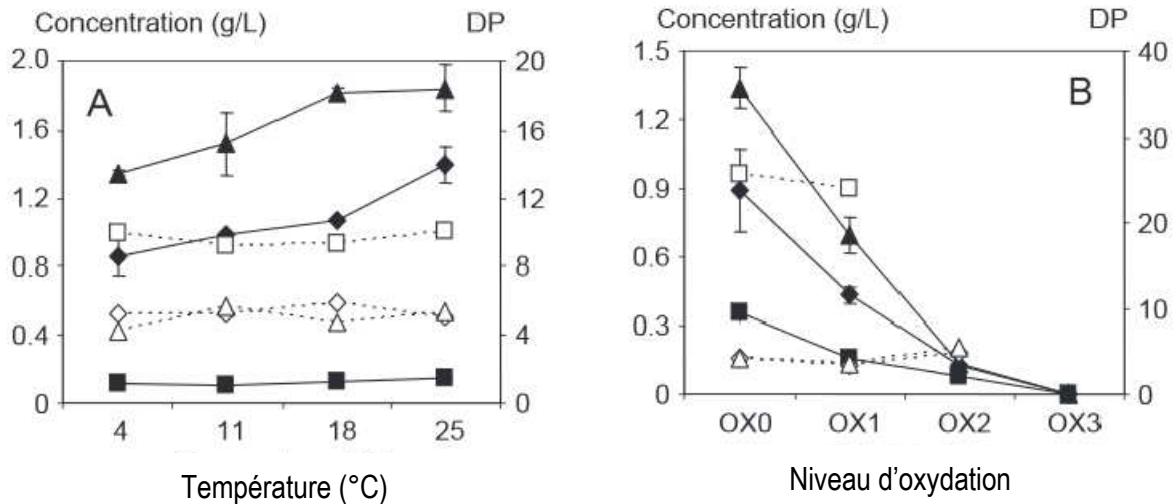 Concentration (g/L) DP
2.0 20
A
1.6 16
1.2 12
0.8 8
0.4 4
0 0
4 11 18 25
Température (°C)
Concentration (g/L) DP
1.5 40
B
1.2
30
0.9
20
0.6
0.3 10
0 0
OX0 OX1 OX2 OX3
Niveau d'oxydation